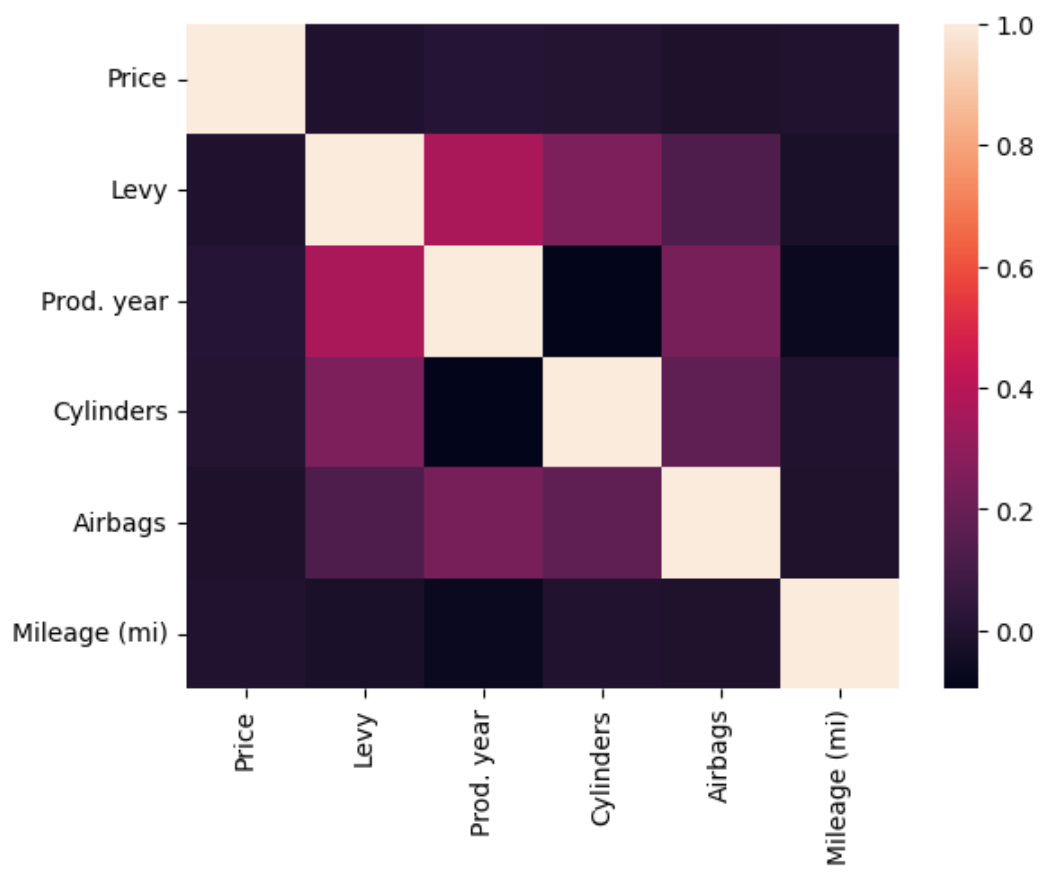 Price
Levy
Prod. year
Cylinders
Airbags
Mileage (mi)
Price
Levy
Prod. year
Cylinders
Airbags
Mileage (mi)
1.0
0.8
0.6
0.4
0.2
0.0